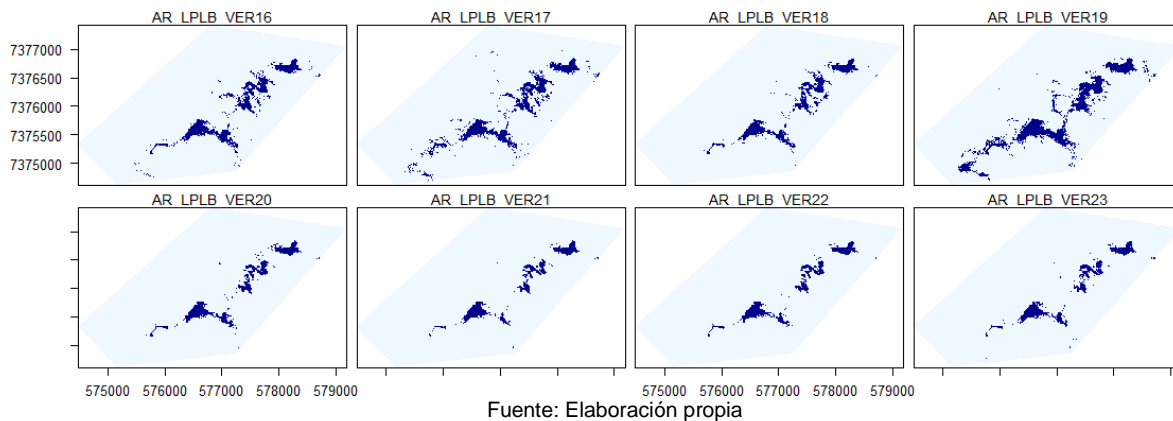 AR_LPLB_VER16 AR_LPLB_VER17 AR_LPLB_VER18 AR_LPLB_VER19
7377000
7376500
7376000
7375500
7375000
AR_LPLB_VER20 AR_LPLB_VER21 AR_LPLB_VER22 AR_LPLB_VER23
575000 576000 577000 578000 579000 575000 576000 577000 578000 579000
Fuente: Elaboración propia